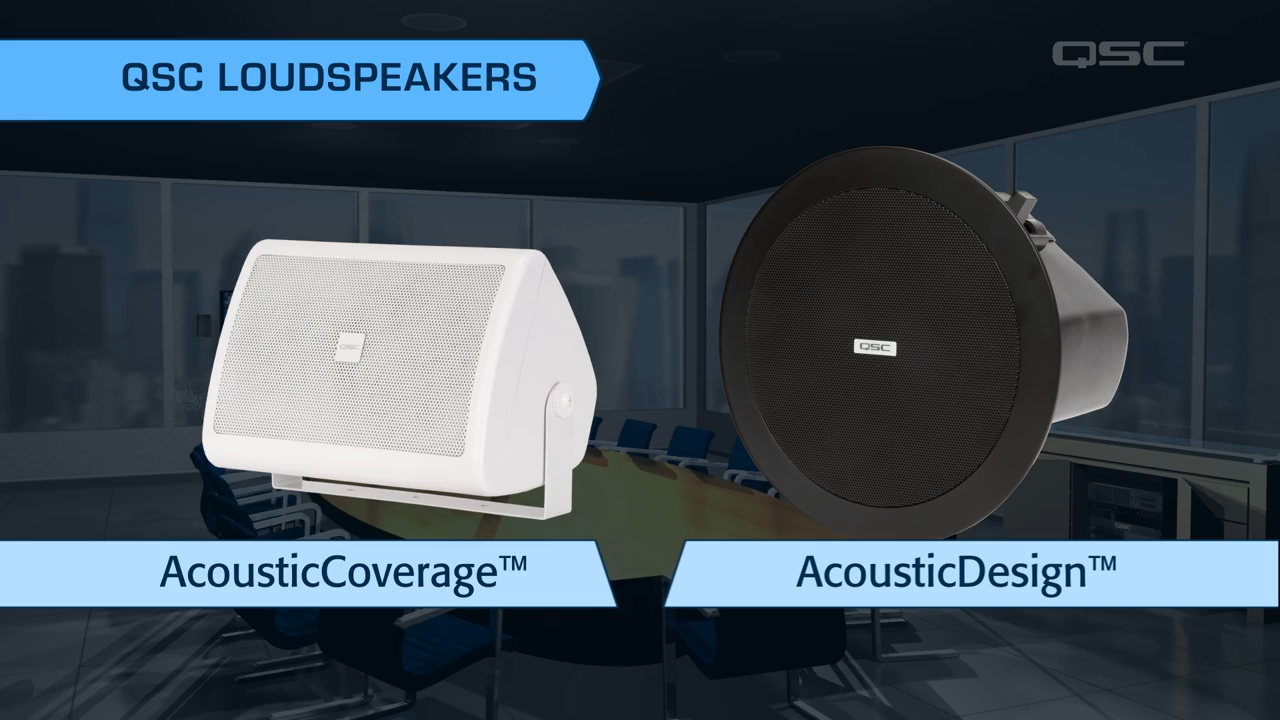 QSC LOUDSPEAKERS
QSC
QSC
QSC
AcousticCoverage™
AcousticDesign™